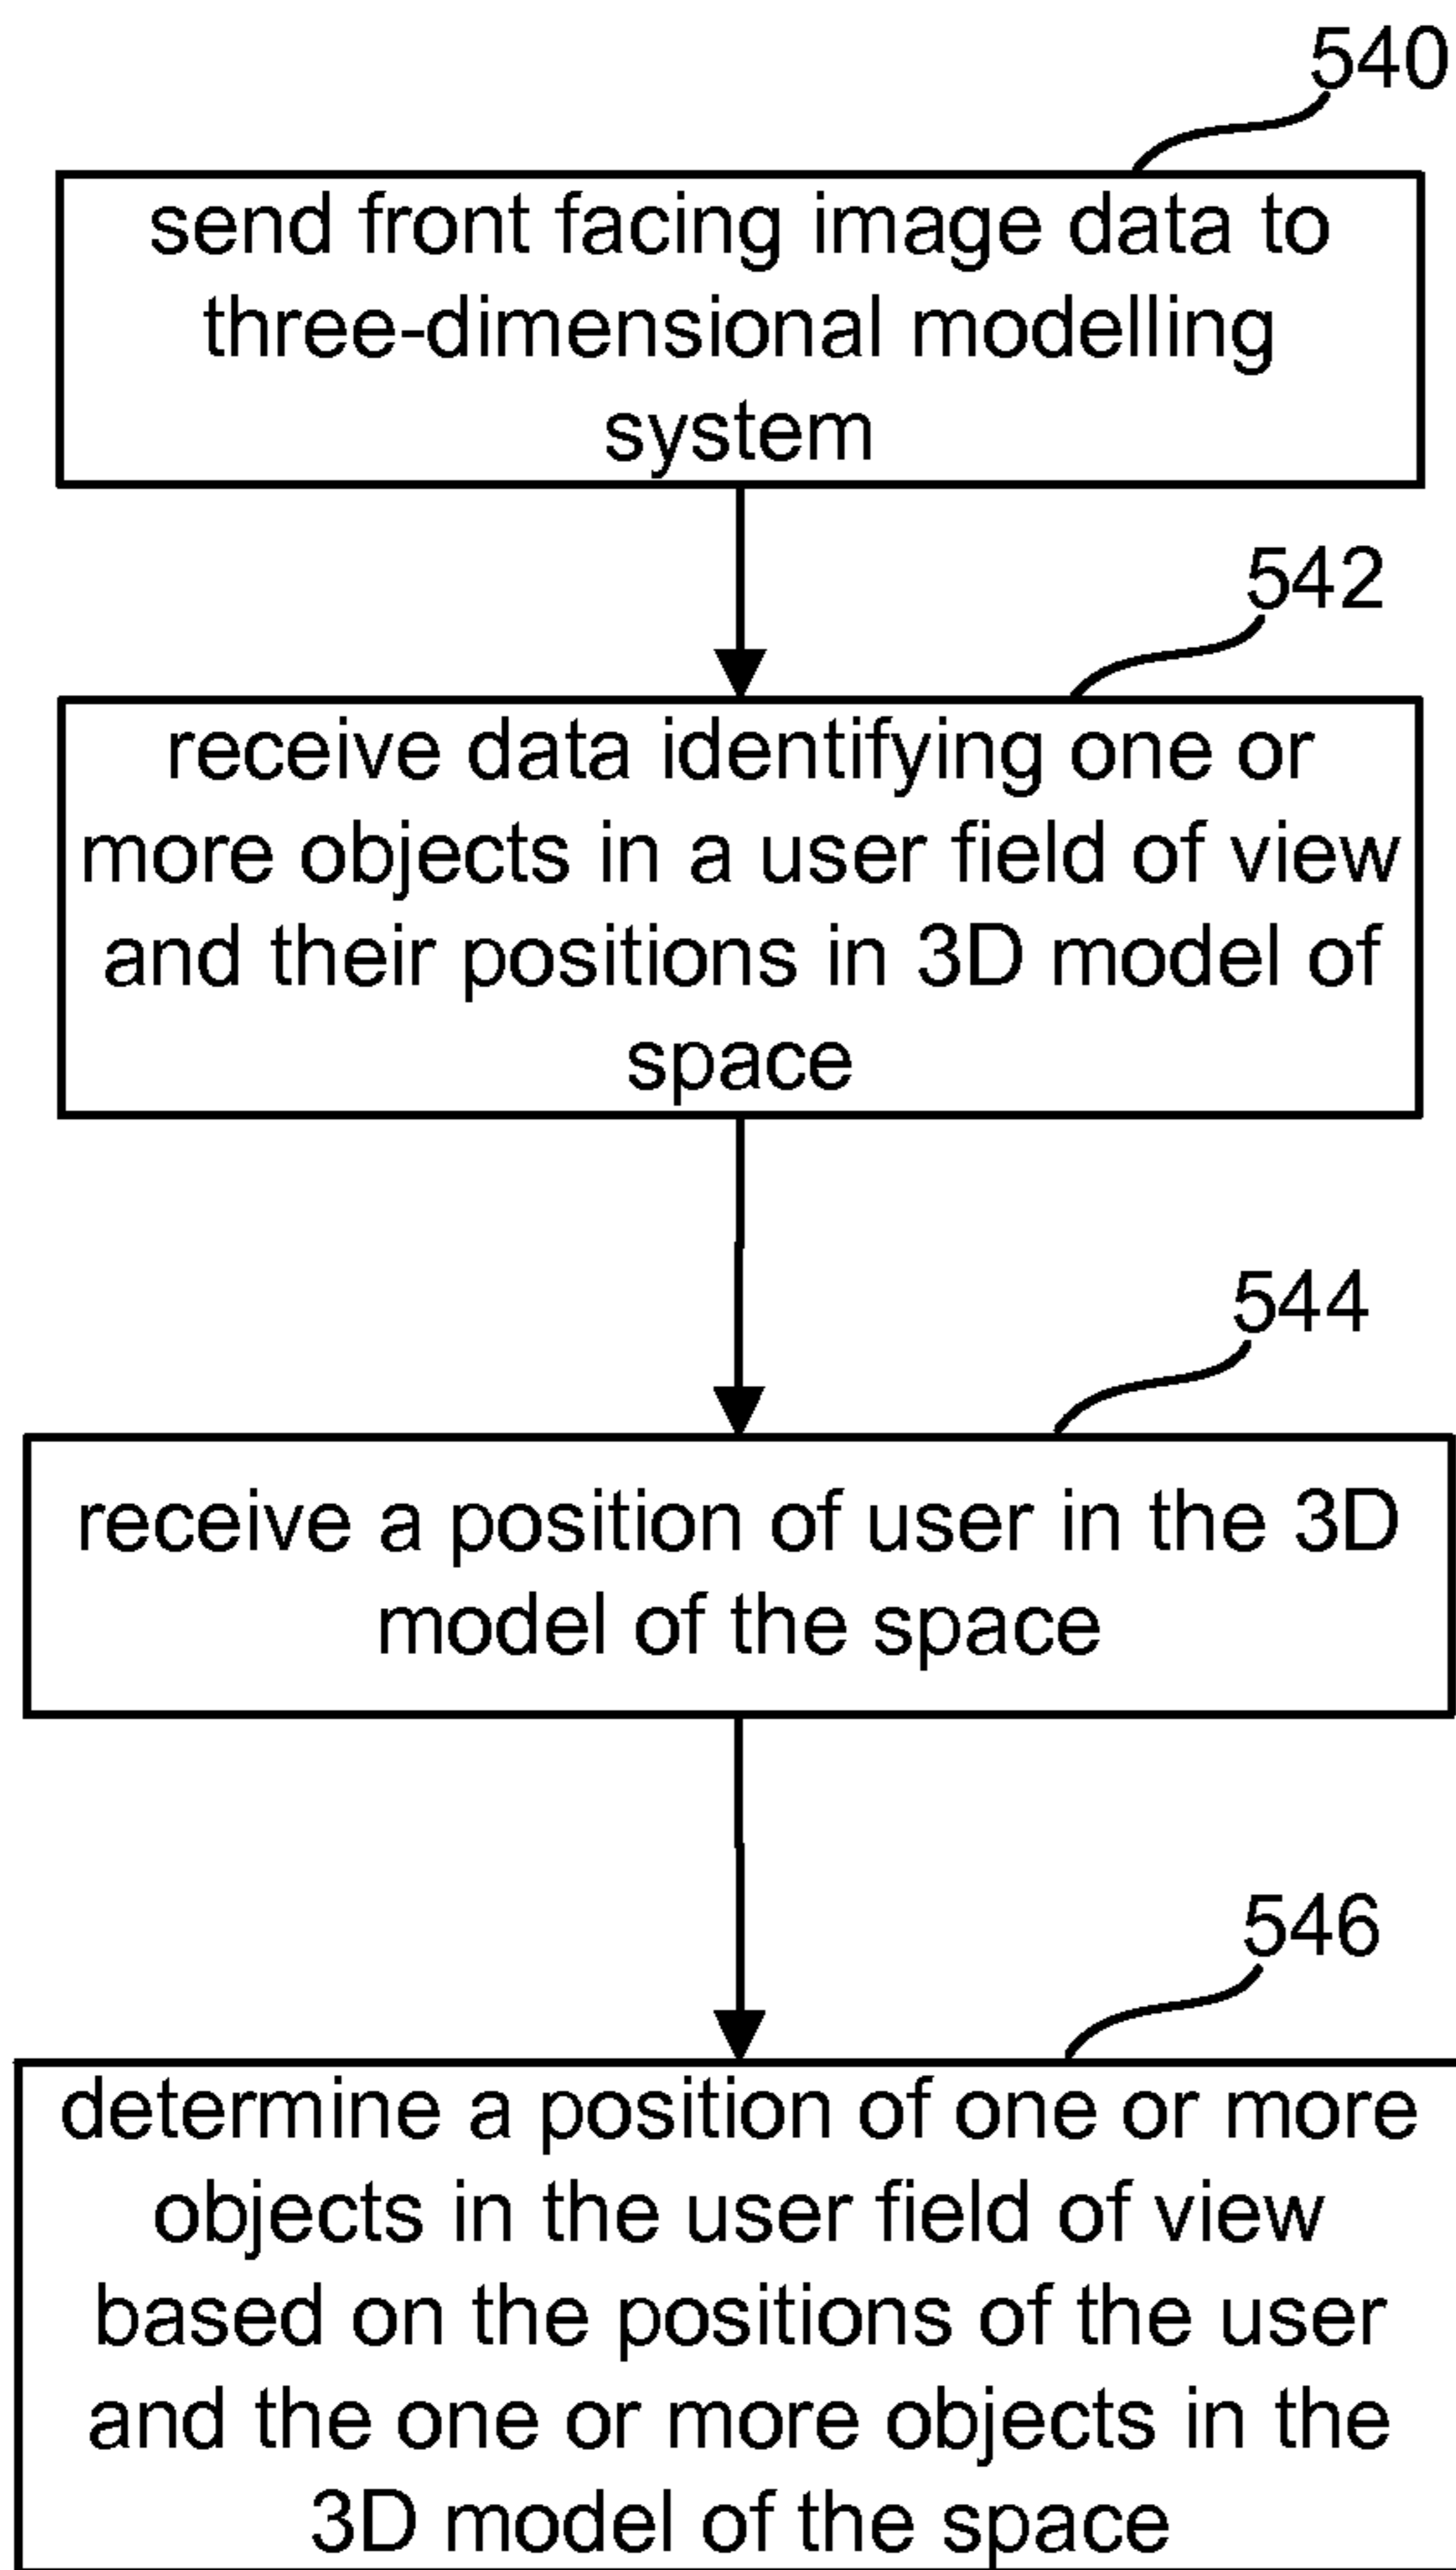 540
send front facing image data to
three-dimensional modelling
system
542
receive data identifying one or
more objects in a user field of view
and their positions in 3D model of
space
544
receive a position of user in the 3D
model of the space
546
determine a position of one or more
objects in the user field of view
based on the positions of the user
and the one or more objects in the
3D model of the space